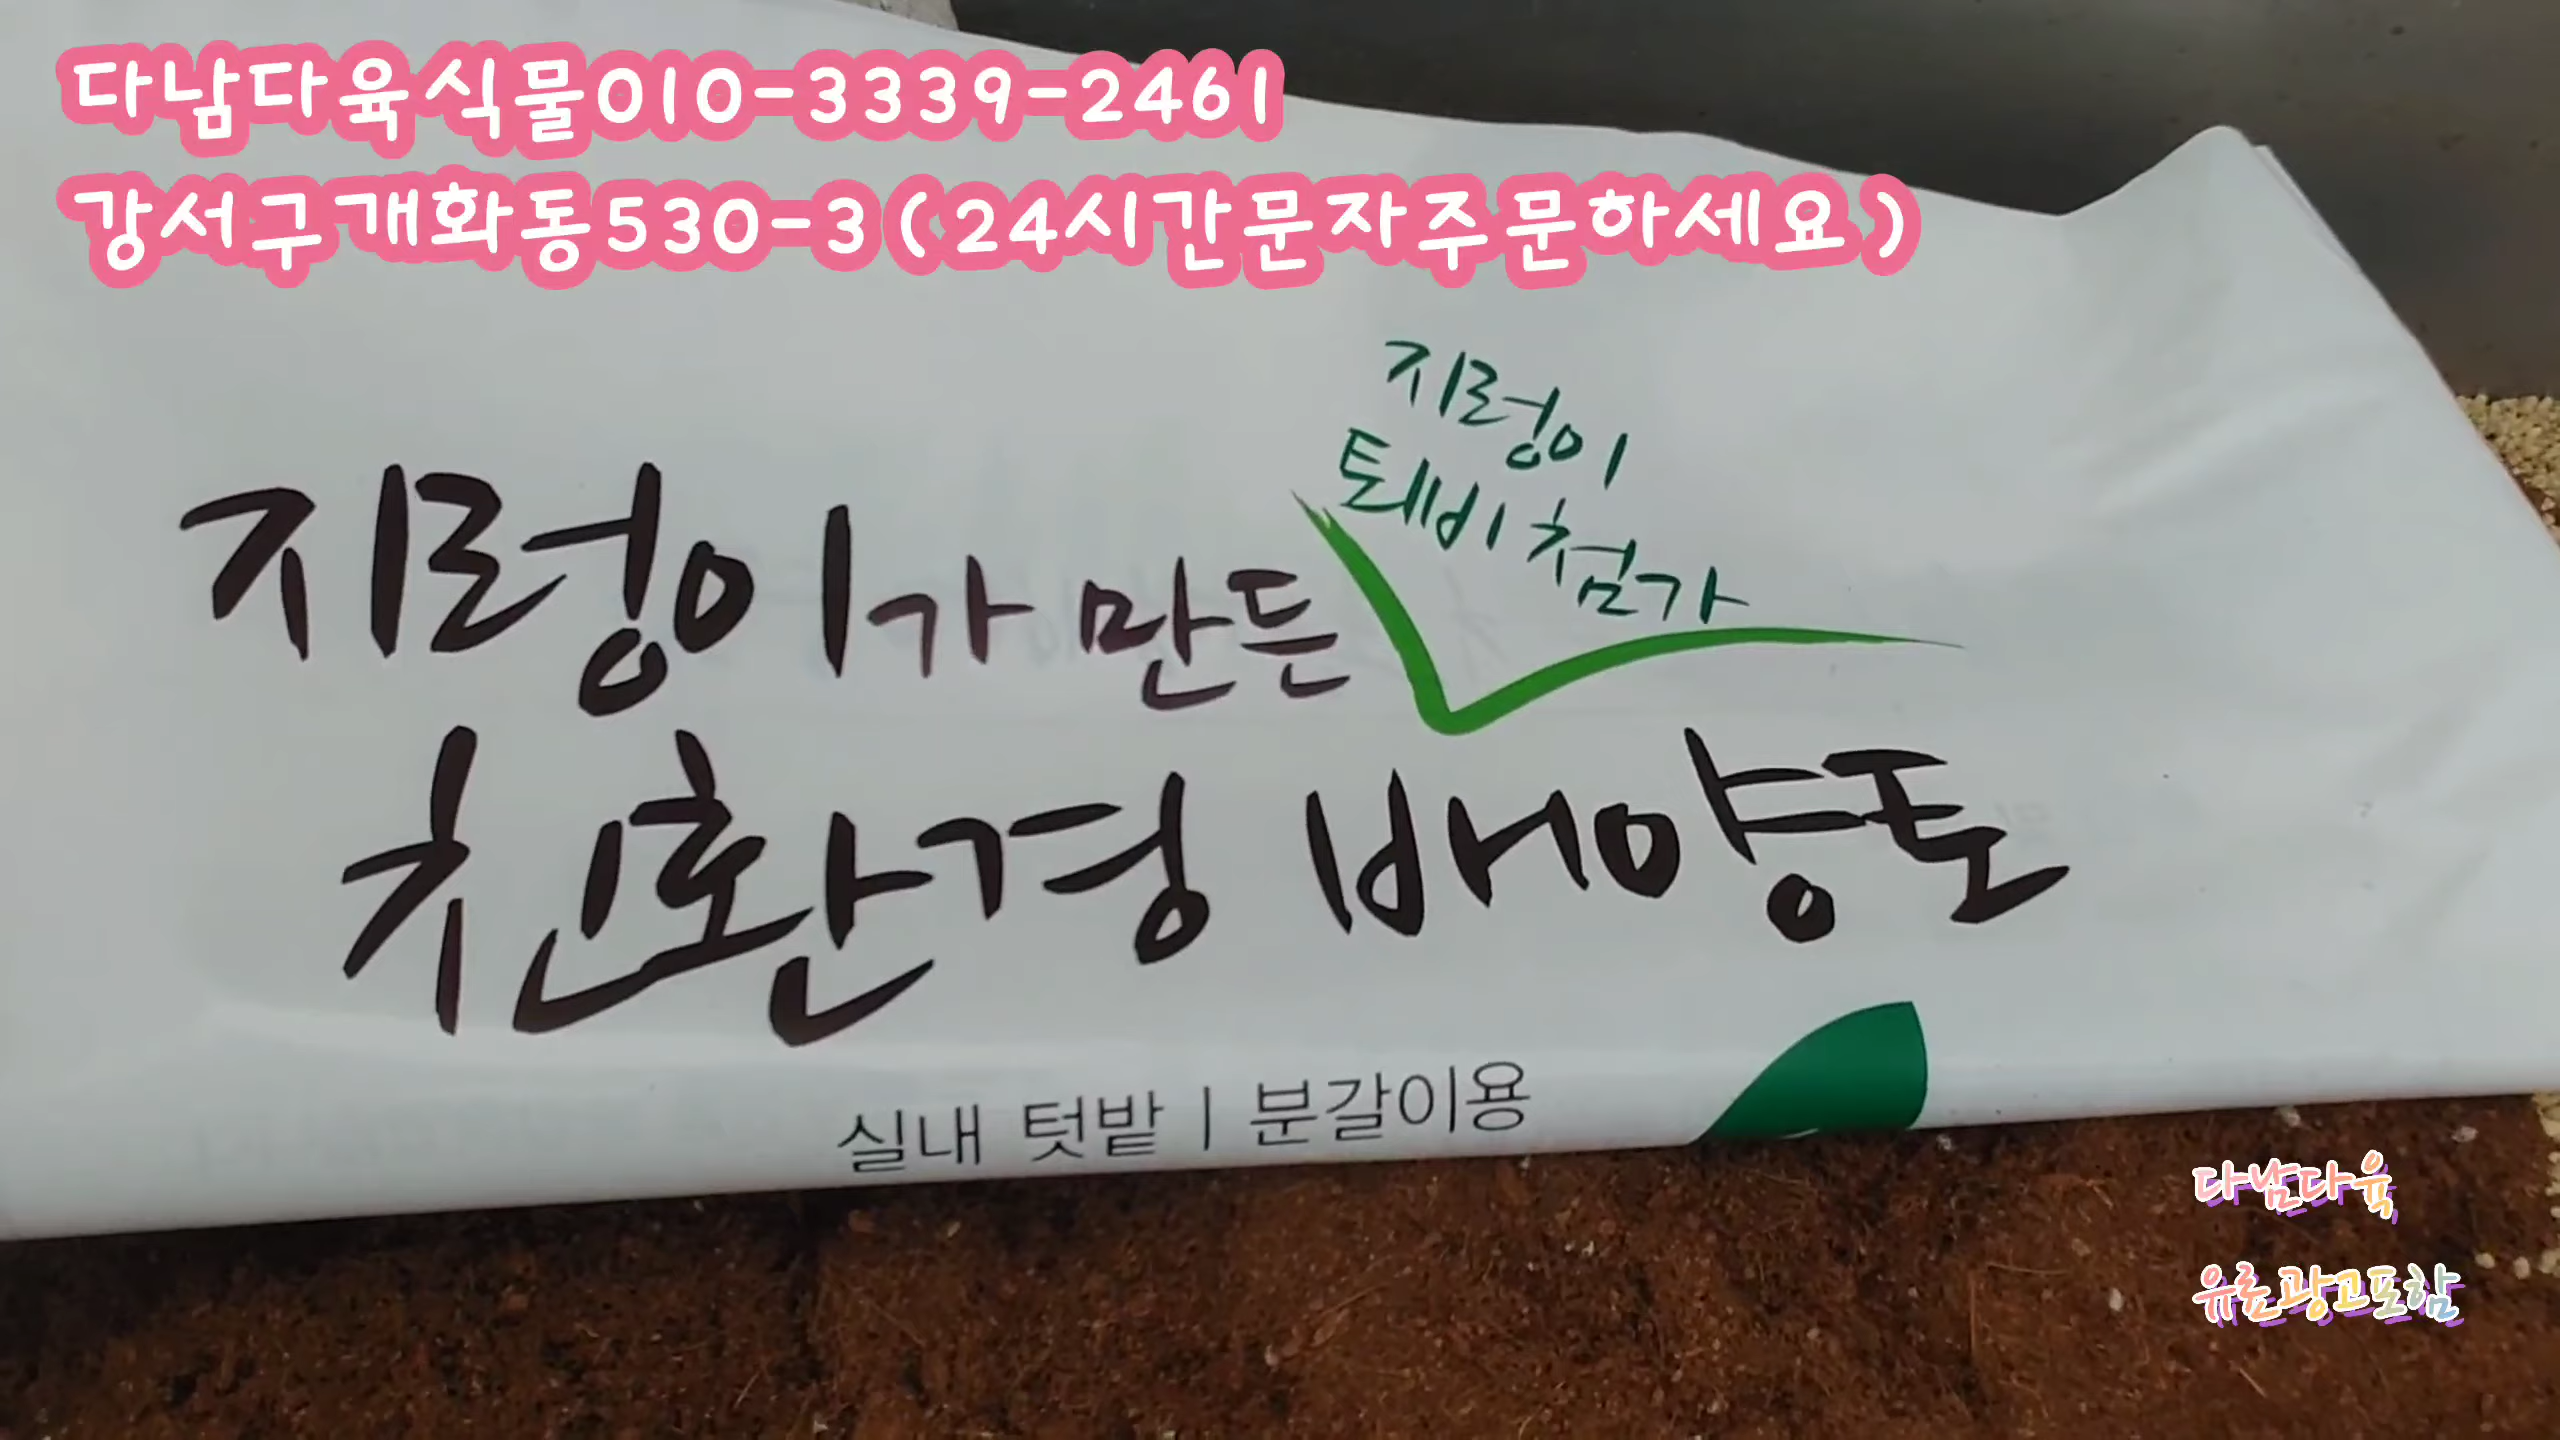 다남다육식물010-3339-2461
강서구개화동530-3(24시간문자주문하세요)
지렁이
퇴비 첨가
지렁이가 만든
친환경 배양토
실내 텃밭 | 분갈이용
다남다육
유료광고포함